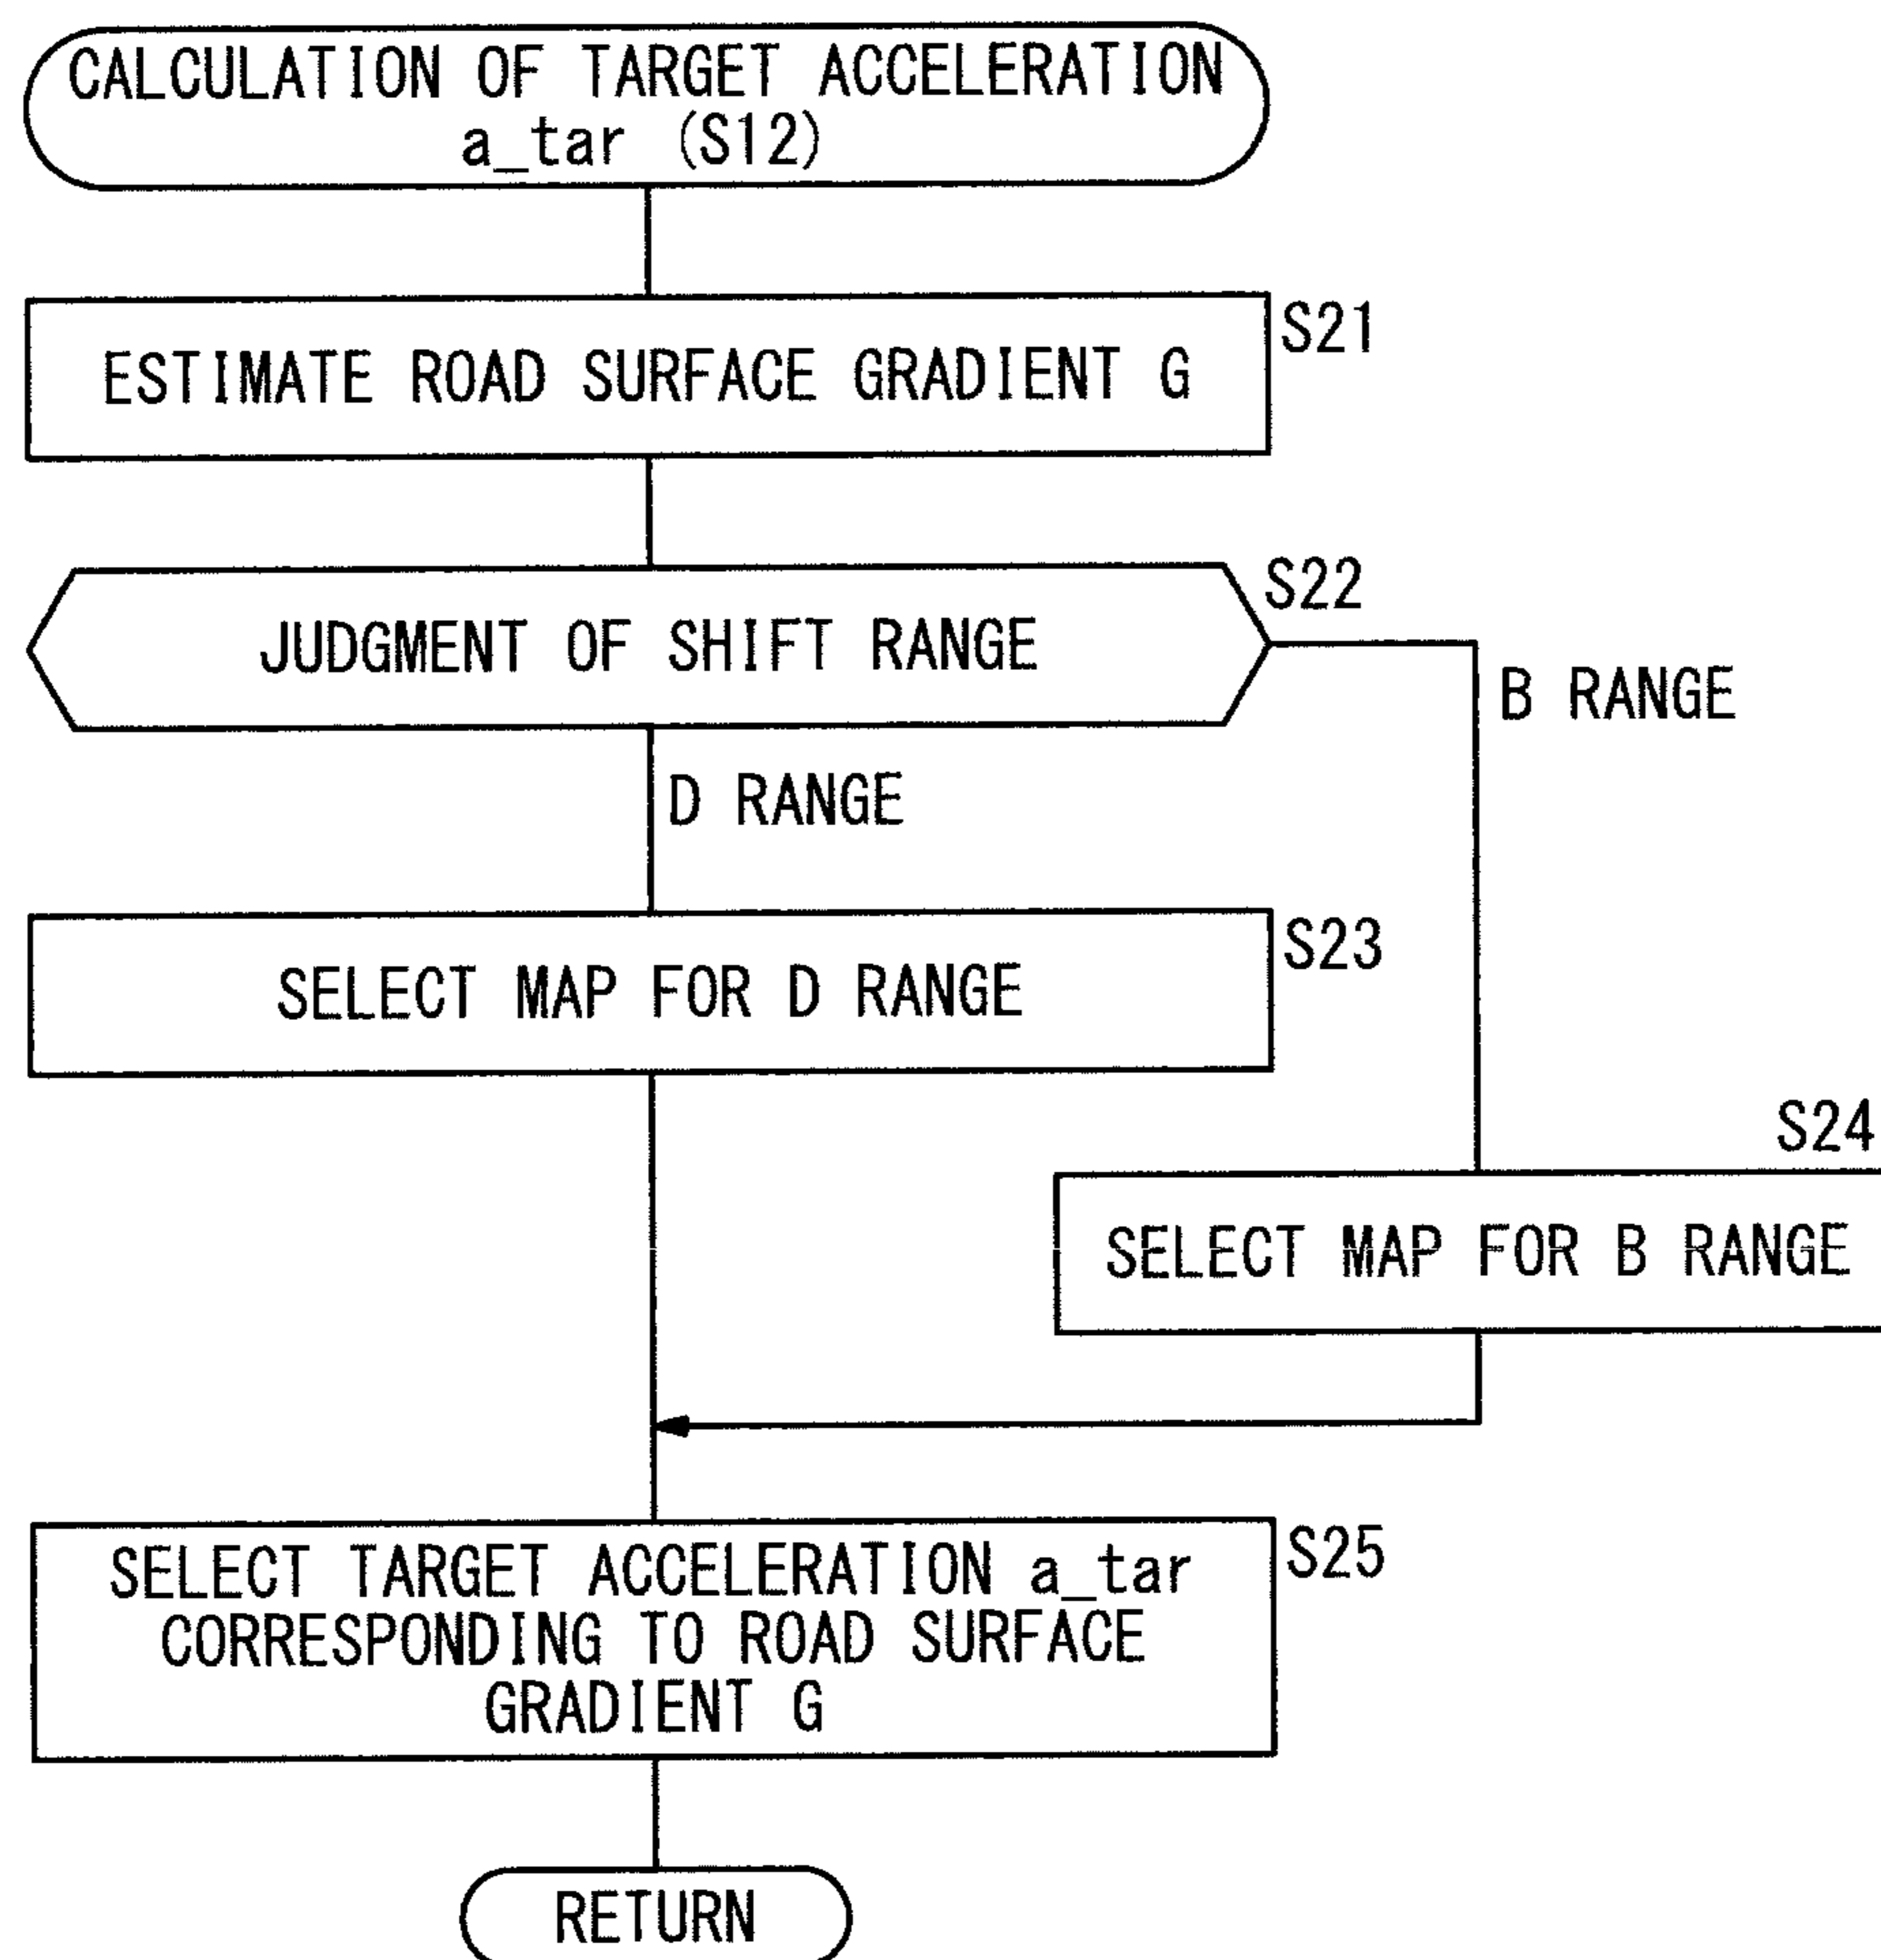 CALCULATION OF TARGET ACCELERATION
a_tar (S12)
S21
ESTIMATE ROAD SURFACE GRADIENT G
S22
JUDGMENT OF SHIFT RANGE
B RANGE
D RANGE
S23
SELECT MAP FOR D RANGE
S24
SELECT MAP FOR B RANGE
S25
SELECT TARGET ACCELERATION a_tar
CORRESPONDING TO ROAD SURFACE
GRADIENT G
RETURN